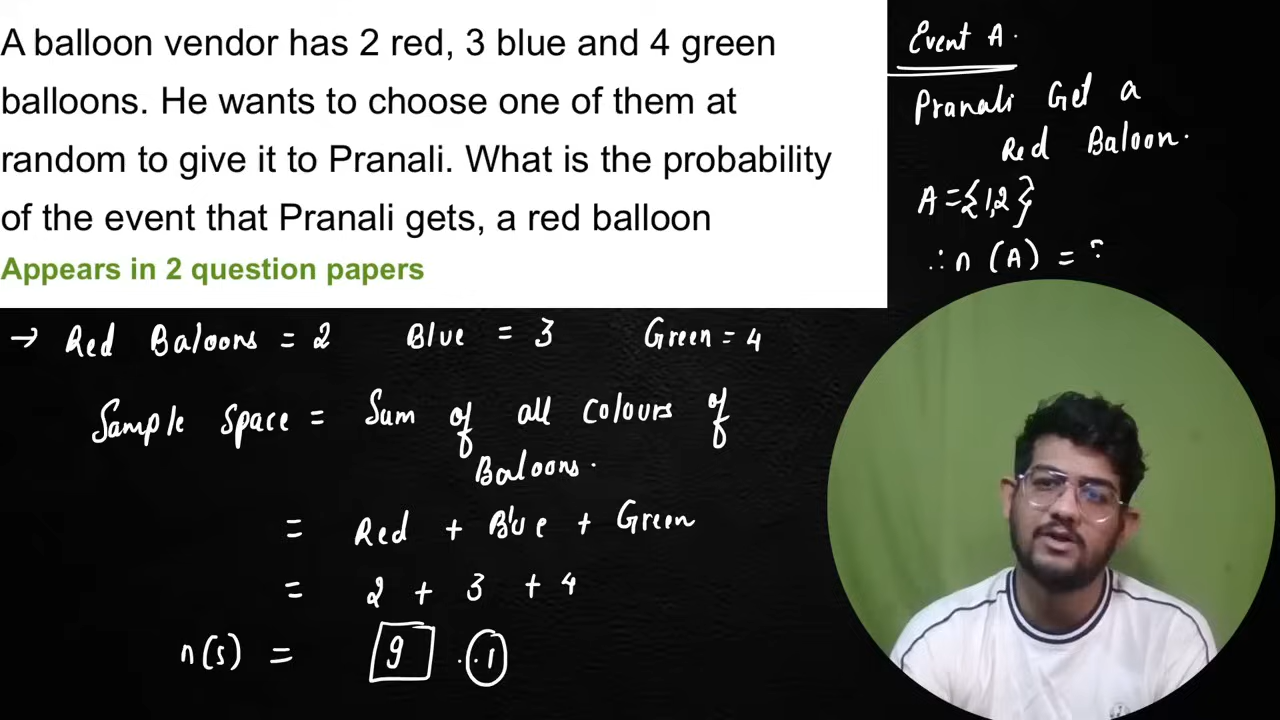 A balloon vendor has 2 red, 3 blue and 4 green
balloons. He wants to choose one of them at
random to give it to Pranali. What is the probability
of the event that Pranali gets, a red balloon
Appears in 2 question papers
Event A.
Pranali Get a
Red Baloon.
A={1,2}
∴n (A) = ?
→ Red Baloons = 2 Blue = 3 Green = 4
Sample Space = Sum of all Colours of
Baloons.
= Red + Blue + Green
= 2 + 3 + 4
n(s) = 9 ..1